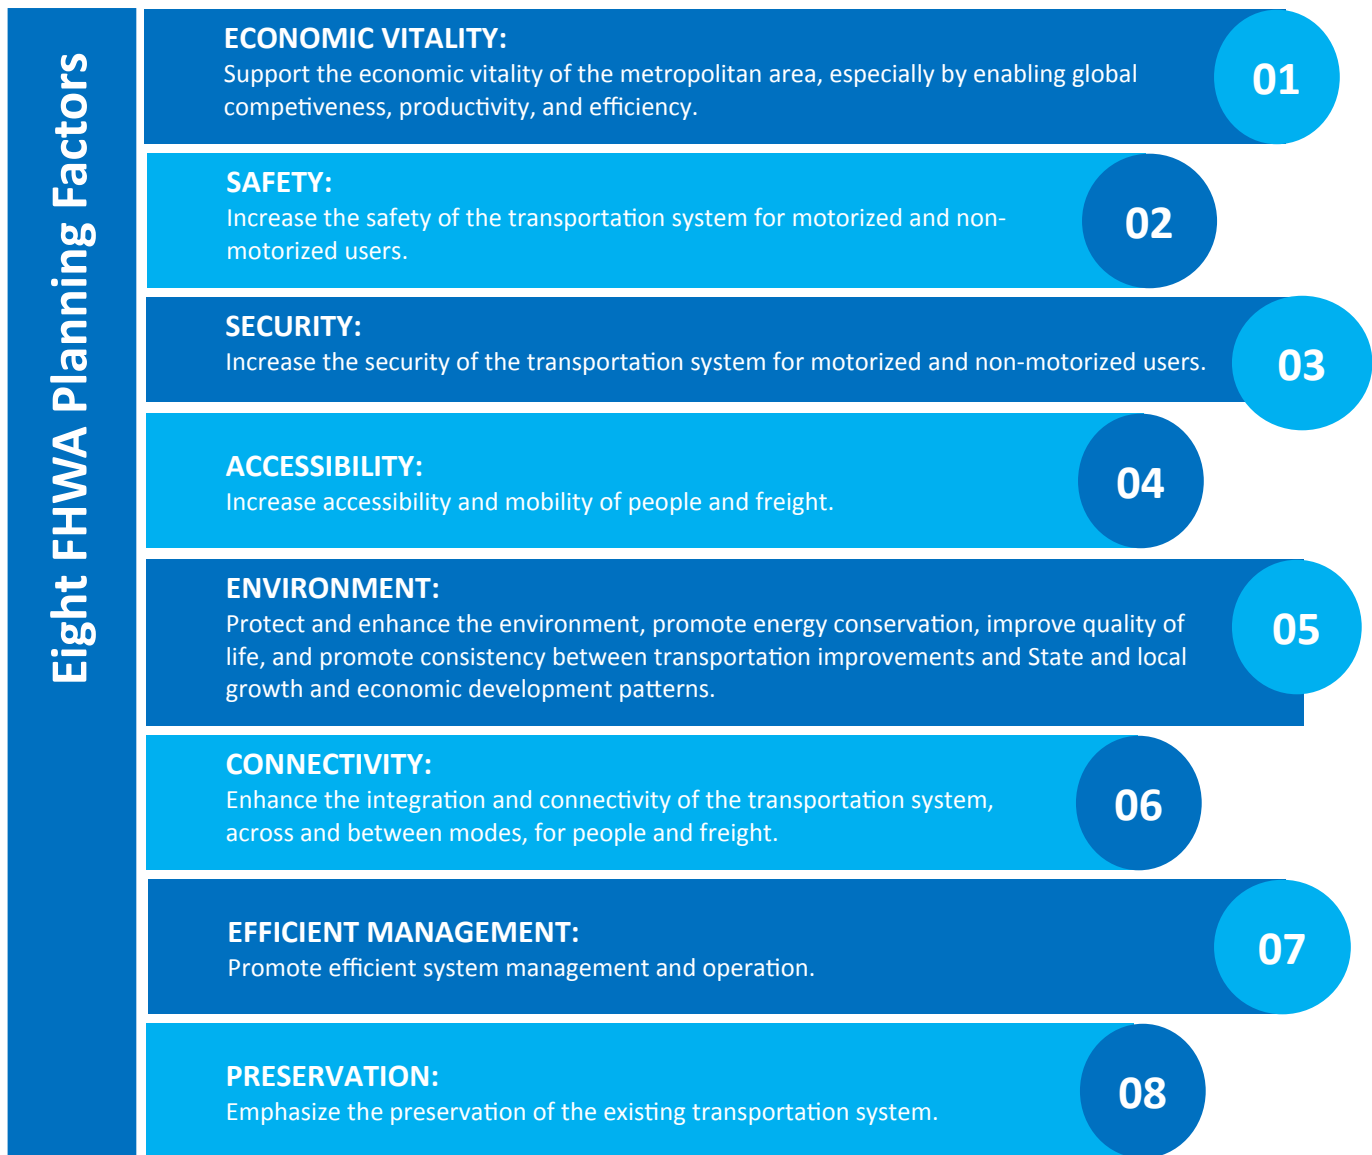 Eight FHWA Planning Factors
ECONOMIC VITALITY:
Support the economic vitality of the metropolitan area, especially by enabling global
competiveness, productivity, and efficiency.
01
SAFETY:
Increase the safety of the transportation system for motorized and non-
motorized users.
02
SECURITY:
Increase the security of the transportation system for motorized and non-motorized users.
03
ACCESSIBILITY:
Increase accessibility and mobility of people and freight.
04
ENVIRONMENT:
Protect and enhance the environment, promote energy conservation, improve quality of
life, and promote consistency between transportation improvements and State and local
growth and economic development patterns.
05
CONNECTIVITY:
Enhance the integration and connectivity of the transportation system,
across and between modes, for people and freight.
06
EFFICIENT MANAGEMENT:
Promote efficient system management and operation.
07
PRESERVATION:
Emphasize the preservation of the existing transportation system.
08